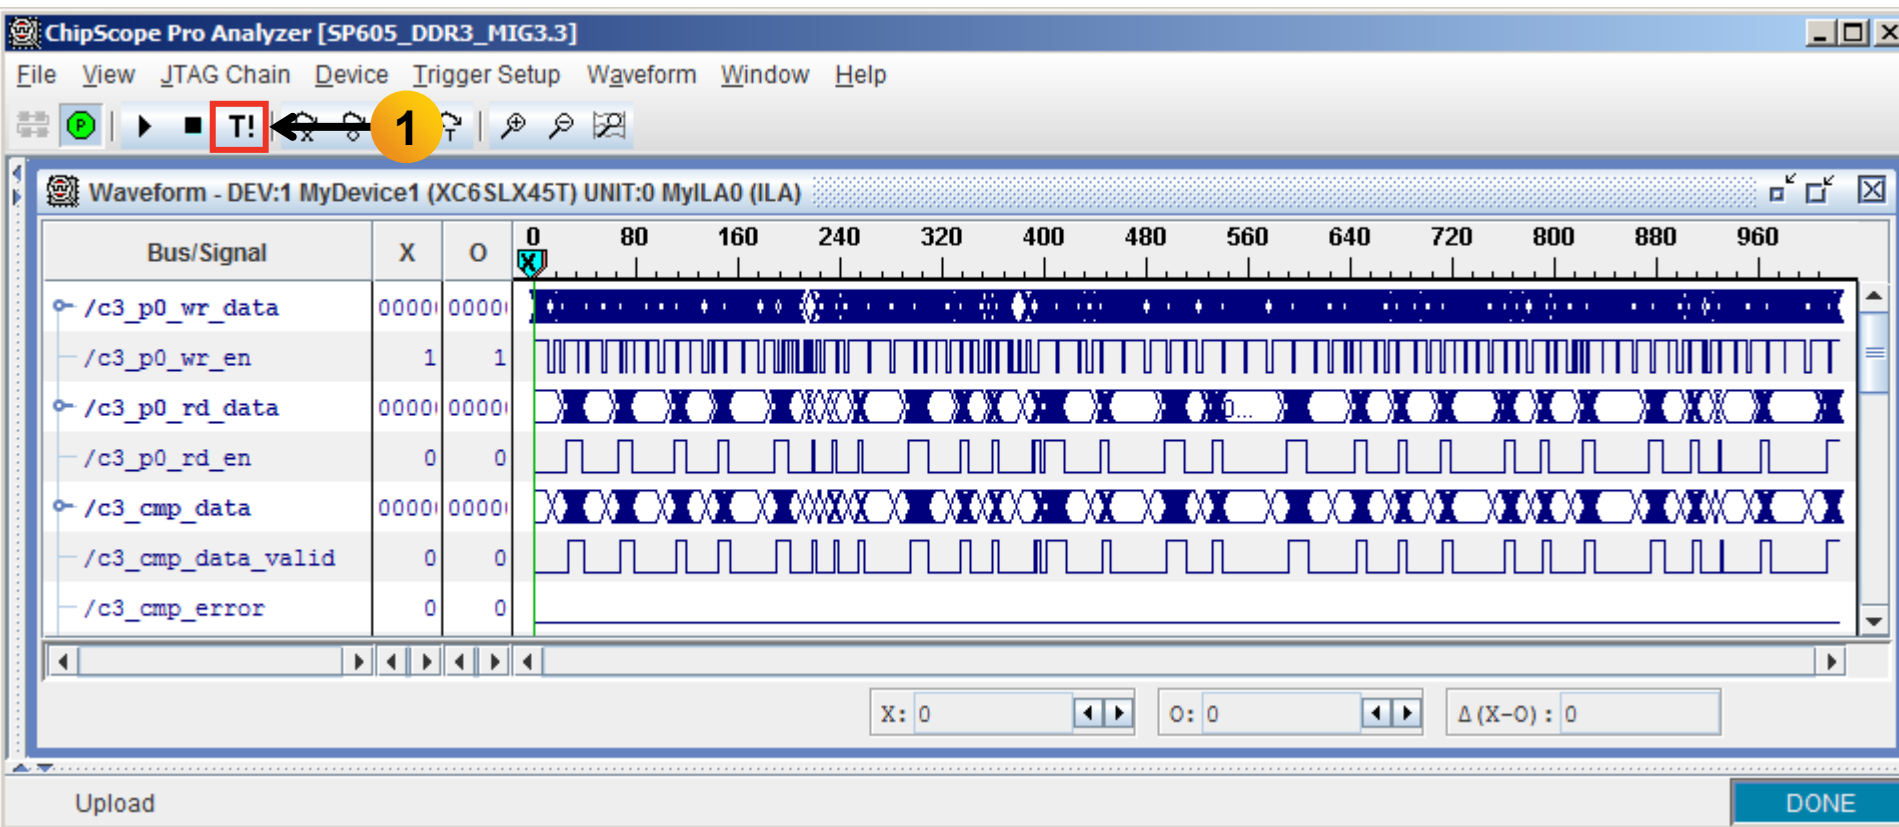 ChipScope Pro Analyzer [SP605_DDR3_MIG3.3]
File View JTAG Chain Device Trigger Setup Waveform Window Help
P T! X O 1 T
Waveform - DEV:1 MyDevice1 (XC6SLX45T) UNIT:0 MyILA0 (ILA)
Bus/Signal X O 0 80 160 240 320 400 480 560 640 720 800 880 960
X
/c3_p0_wr_data 0000 0000
/c3_p0_wr_en 1 1
/c3_p0_rd_data 0000 0000 0...
/c3_p0_rd_en 0 0
/c3_cmp_data 0000 0000
/c3_cmp_data_valid 0 0
/c3_cmp_error 0 0
X: 0 O: 0 Δ(X-O): 0
Upload DONE